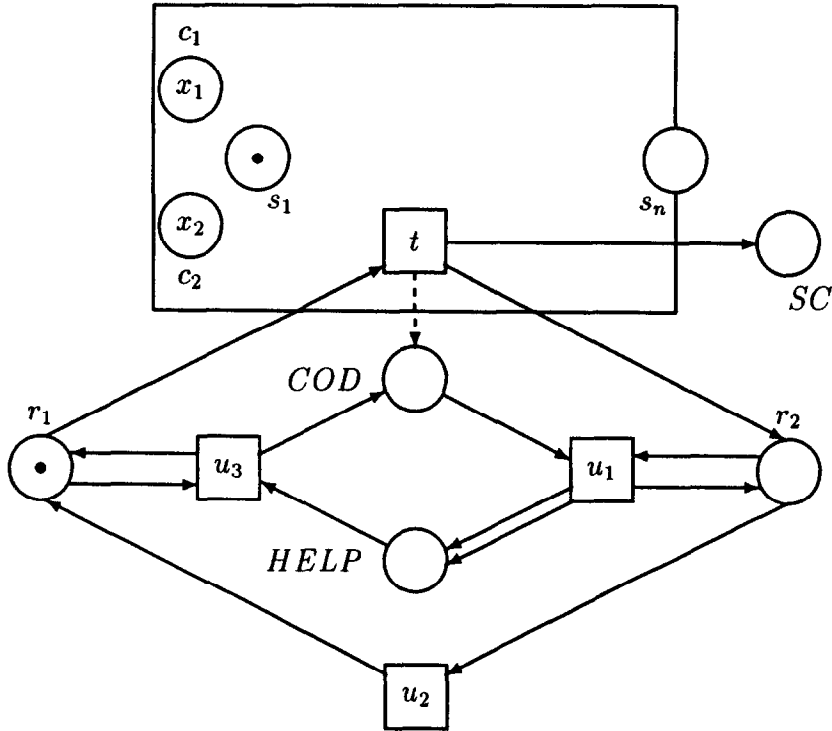 c₁
x₁
s₁
x₂
c₂
sₙ
t
SC
COD
r₁
r₂
u₃
u₁
HELP
u₂